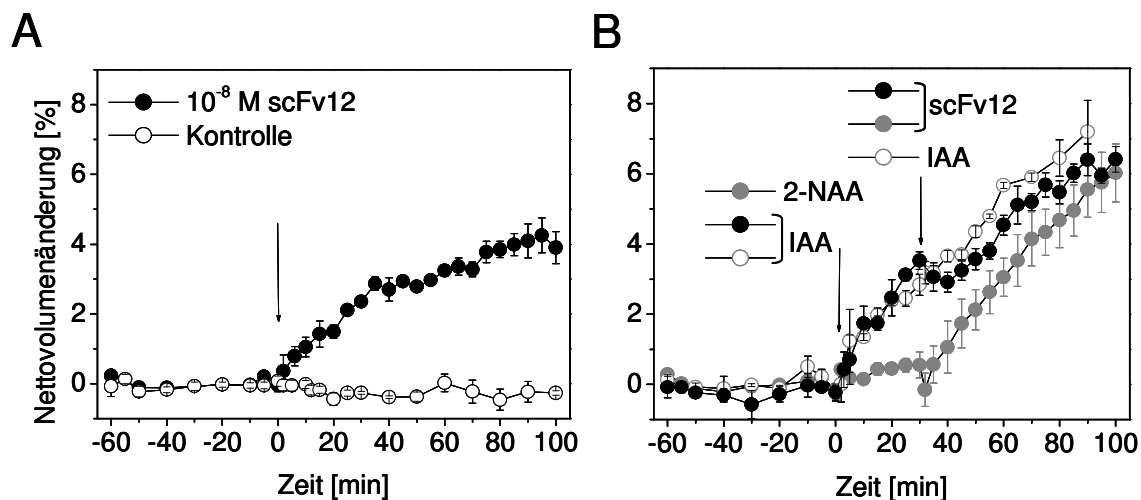 A
10⁻⁸ M scFv12
Kontrolle
Nettovolumenänderung [%]
8
6
4
2
0
-60 -40 -20 0 20 40 60 80 100
Zeit [min]
B
scFv12
IAA
2-NAA
IAA
8
6
4
2
0
-60 -40 -20 0 20 40 60 80 100
Zeit [min]